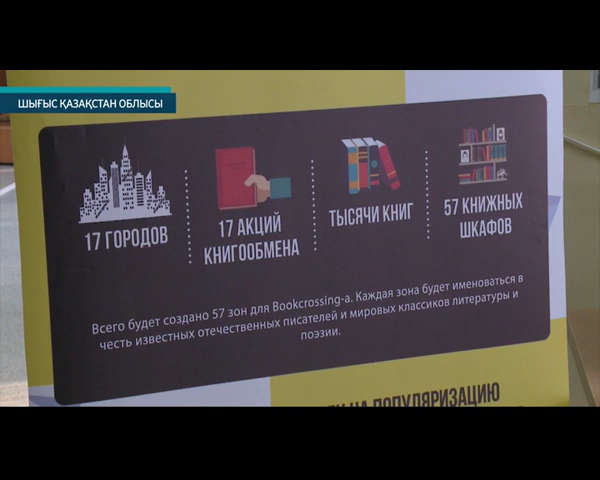 ШЫҒЫС ҚАЗАҚСТАН ОБЛЫСЫ
17 ГОРОДОВ
17 АКЦИЙ
КНИГООБМЕНА
ТЫСЯЧИ КНИГ
57 КНИЖНЫХ
ШКАФОВ
Всего будет создано 57 зон для Bookcrossing-а. Каждая зона будет именоваться в
честь известных отечественных писателей и мировых классиков литературы и
поэзии.
НА ПОПУЛЯРИЗАЦИЮ